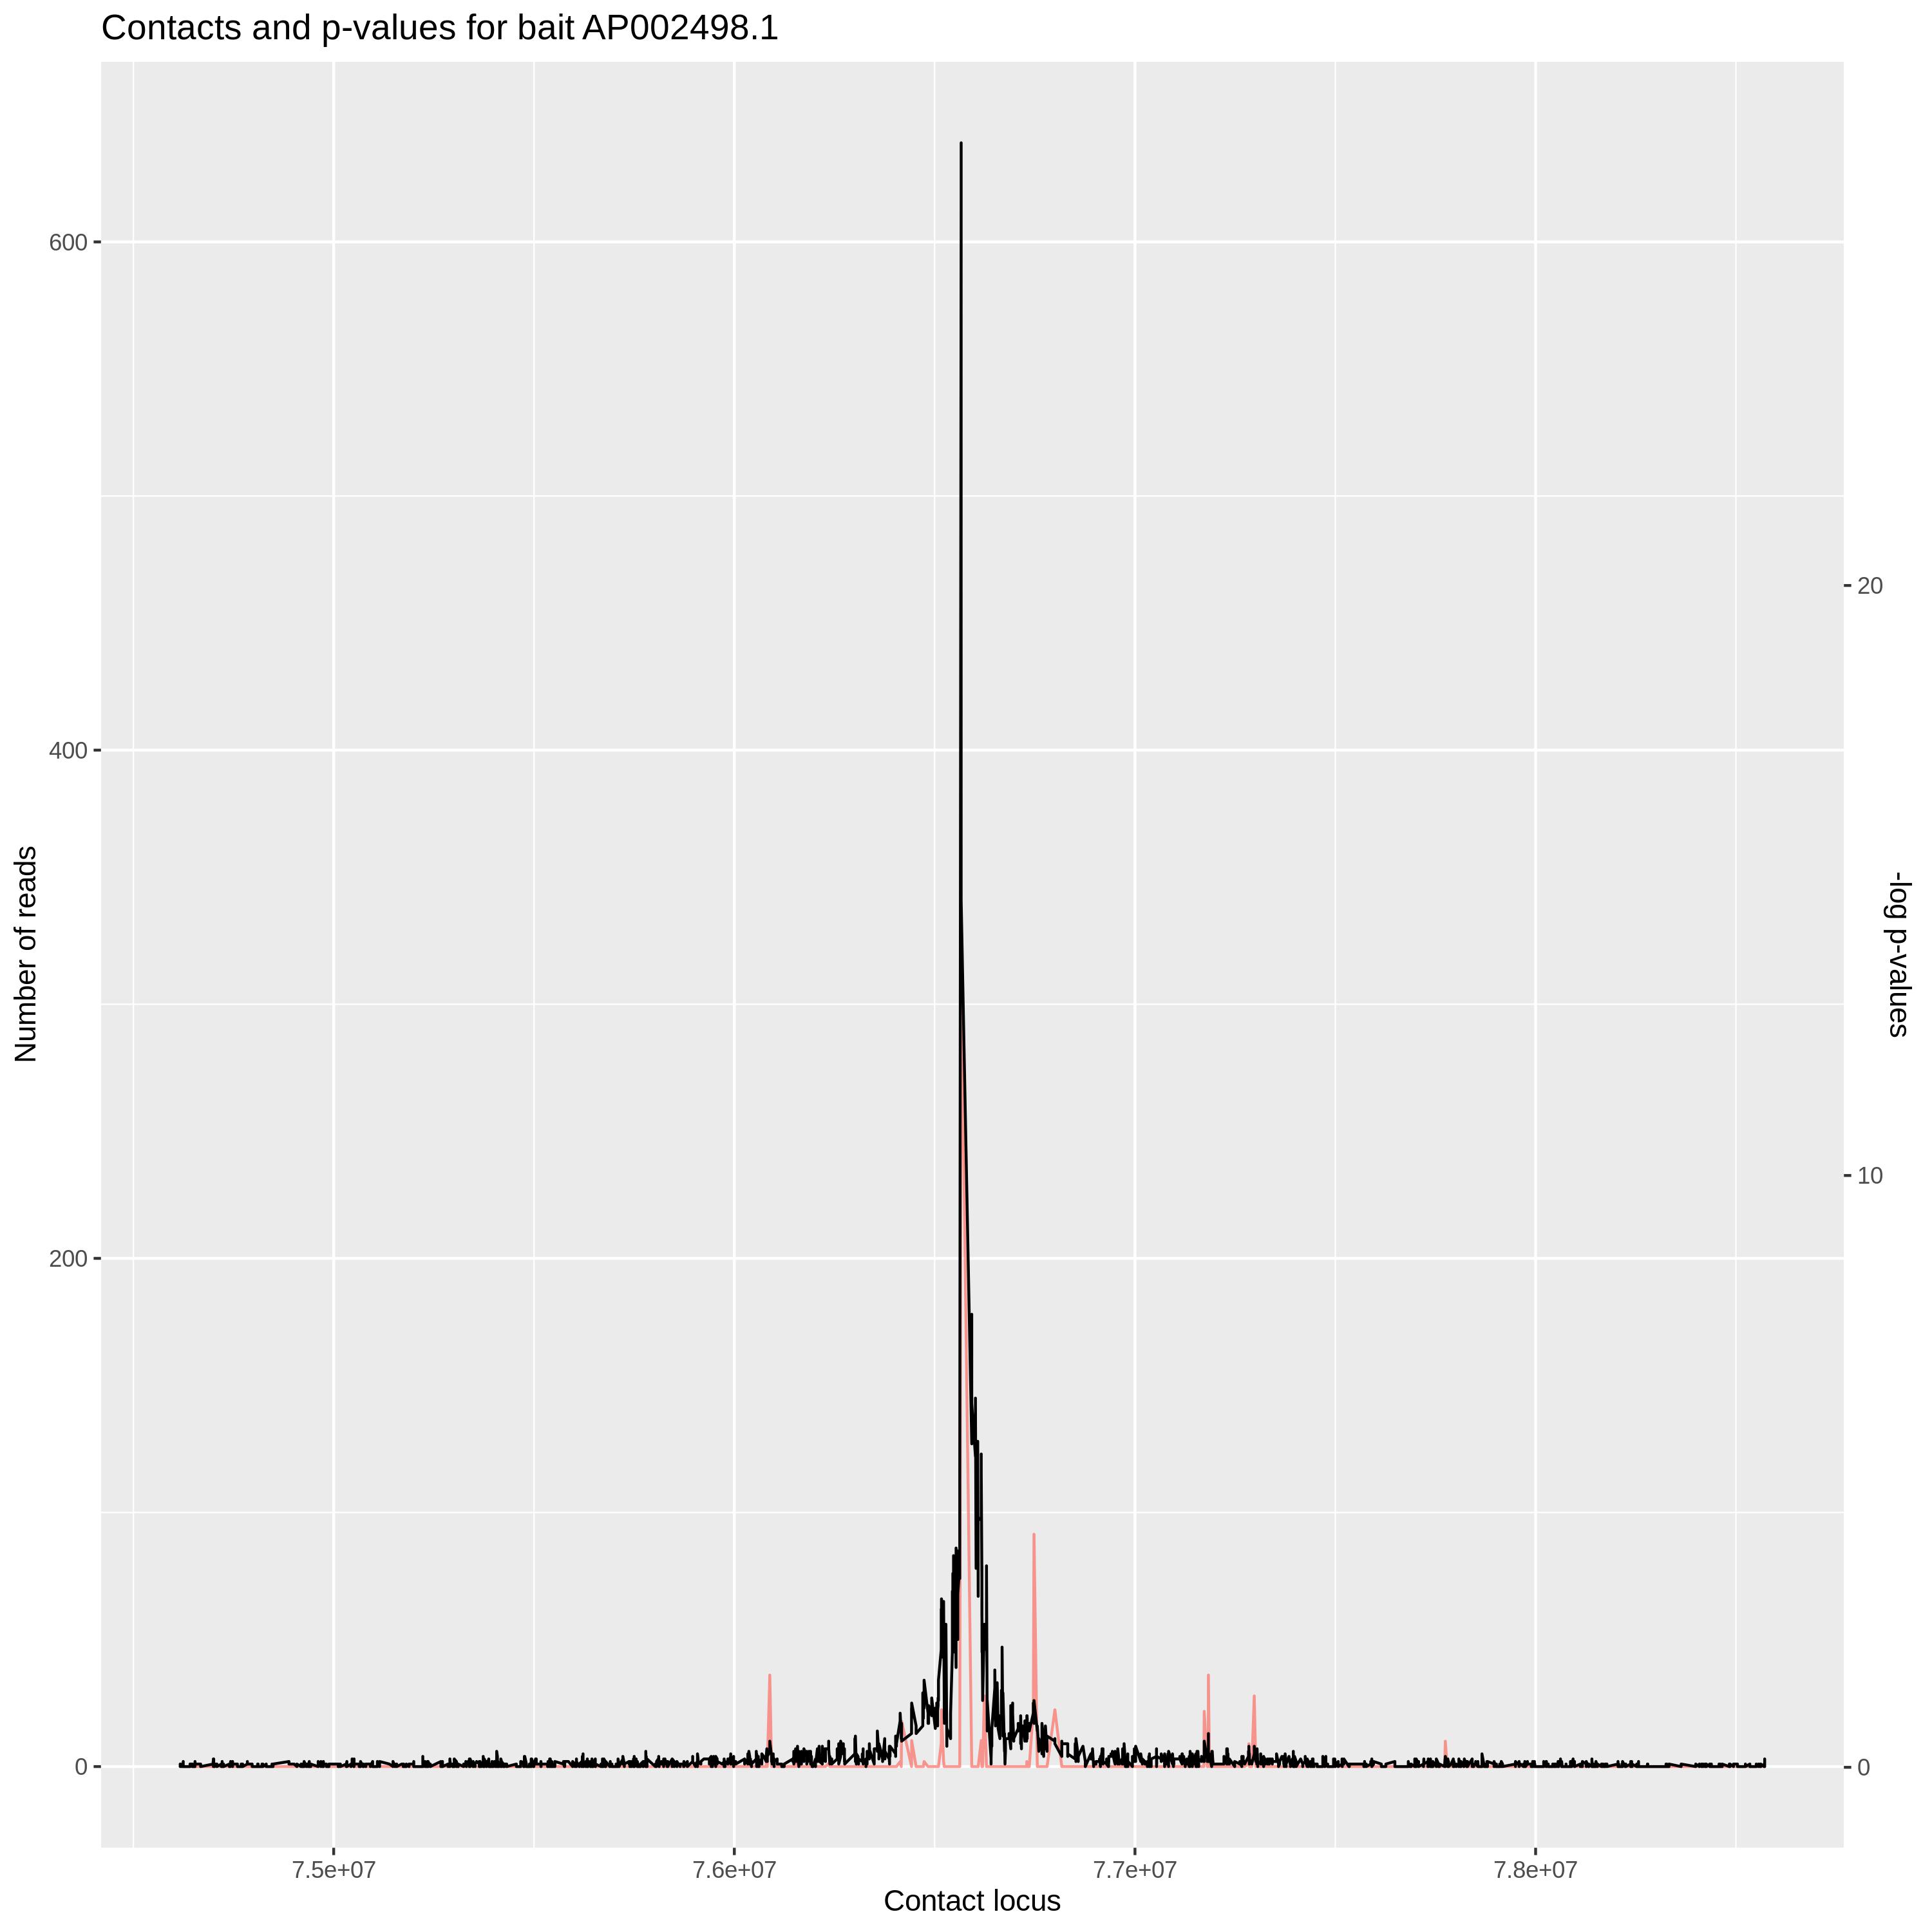 Contacts and p-values for bait AP002498.1
600
400
200
0
Number of reads
20
10
0
-log p-values
7.5e+07
7.6e+07
7.7e+07
7.8e+07
Contact locus